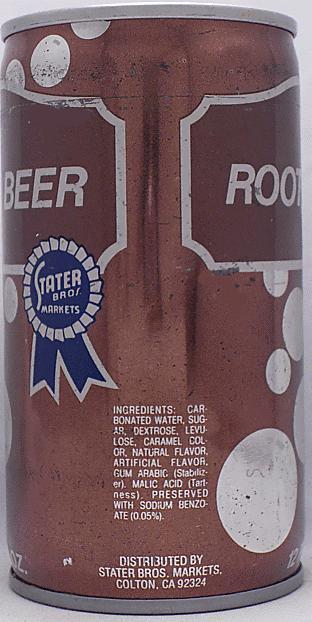 BEER
ROOT
STATER
BROS.
MARKETS
INGREDIENTS: CAR-
BONATED WATER, SUG-
AR, DEXTROSE, LEVU-
LOSE, CARAMEL COL-
OR, NATURAL FLAVOR,
ARTIFICIAL FLAVOR,
GUM ARABIC (Stabiliz-
er). MALIC ACID (Tart-
ness). PRESERVED
WITH SODIUM BENZO-
ATE (0.05%).
OZ.
12
DISTRIBUTED BY
STATER BROS. MARKETS.
COLTON, CA 92324